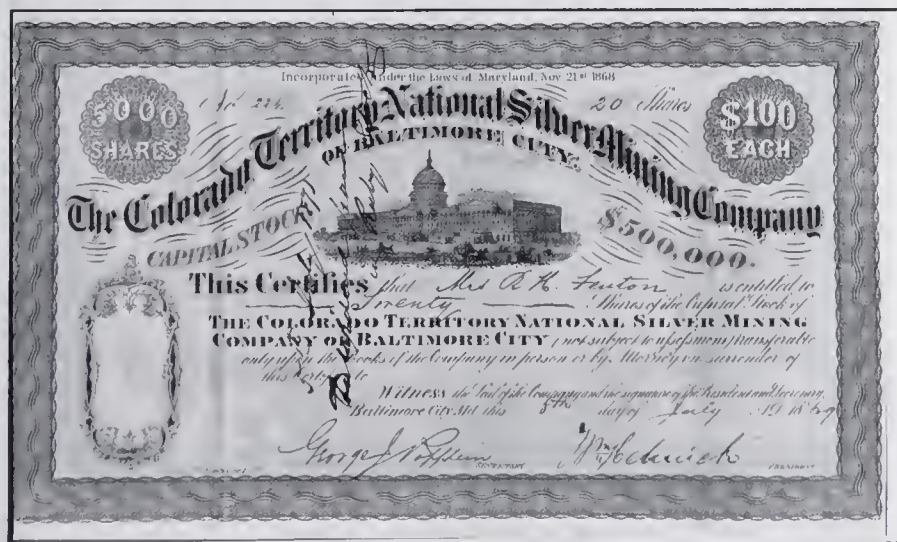 Incorporated under the Laws of Maryland, Nov. 21st 1868
5000 SHARES
No 224
20 Shares
$100 EACH
The Colorado Territory National Silver Mining Company
OF BALTIMORE CITY.
CAPITAL STOCK
$500,000.
This Certifies that Mrs R. H. Fenton is entitled to
Twenty Shares of the Capital Stock of
THE COLORADO TERRITORY NATIONAL SILVER MINING
COMPANY OF BALTIMORE CITY, not subject to assessment, transferable
only upon the Books of the Company in person or by Attorney on surrender of
this Certificate
Witness the Seal of the Company and the signatures of the President and Secretary,
Baltimore City Md. this 8th day of July 1869
George J.
SECRETARY
PRESIDENT